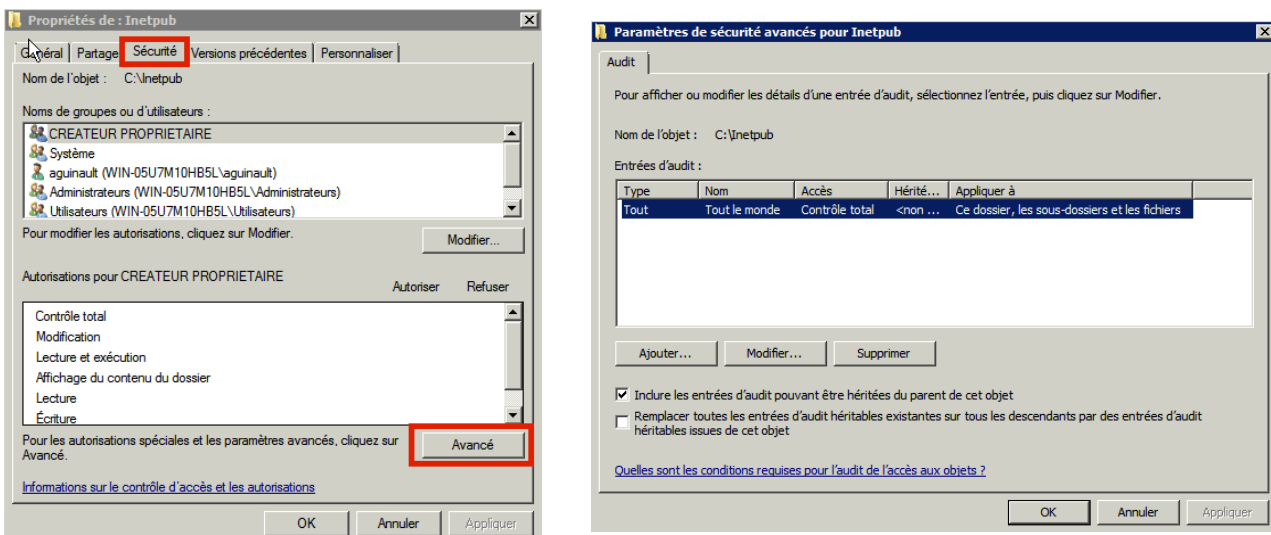 Propriétés de : Inetpub
Général Partage Sécurité Versions précédentes Personnaliser
Nom de l'objet : C:\Inetpub
Noms de groupes ou d'utilisateurs :
CREATEUR PROPRIETAIRE
Système
aguinault (WIN-05U7M10HB5L\aguinault)
Administrateurs (WIN-05U7M10HB5L\Administrateurs)
Utilisateurs (WIN-05U7M10HB5L\Utilisateurs)
Pour modifier les autorisations, cliquez sur Modifier.
Modifier...
Autorisations pour CREATEUR PROPRIETAIRE
Autoriser Refuser
Contrôle total
Modification
Lecture et exécution
Affichage du contenu du dossier
Lecture
Écriture
Pour les autorisations spéciales et les paramètres avancés, cliquez sur
Avancé.
Avancé
Informations sur le contrôle d'accès et les autorisations
OK Annuler Appliquer
Paramètres de sécurité avancés pour Inetpub
Audit
Pour afficher ou modifier les détails d'une entrée d'audit, sélectionnez l'entrée, puis cliquez sur Modifier.
Nom de l'objet : C:\Inetpub
Entrées d'audit :
Type Nom Accès Hérité... Appliquer à
Tout Tout le monde Contrôle total <non ... Ce dossier, les sous-dossiers et les fichiers
Ajouter... Modifier... Supprimer
Inclure les entrées d'audit pouvant être héritées du parent de cet objet
Remplacer toutes les entrées d'audit héritables existantes sur tous les descendants par des entrées d'audit
héritables issues de cet objet
Quelles sont les conditions requises pour l'audit de l'accès aux objets ?
OK Annuler Appliquer